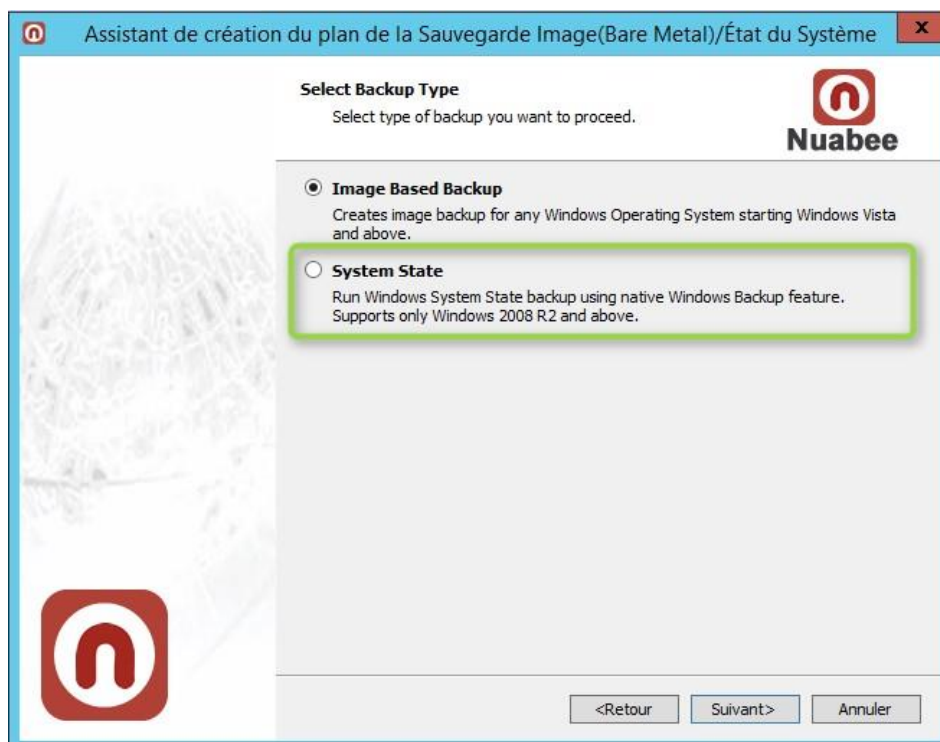 Assistant de création du plan de la Sauvegarde Image(Bare Metal)/État du Système
x
Select Backup Type
Select type of backup you want to proceed.
Nuabee
Image Based Backup
Creates image backup for any Windows Operating System starting Windows Vista
and above.
System State
Run Windows System State backup using native Windows Backup feature.
Supports only Windows 2008 R2 and above.
<Retour
Suivant>
Annuler